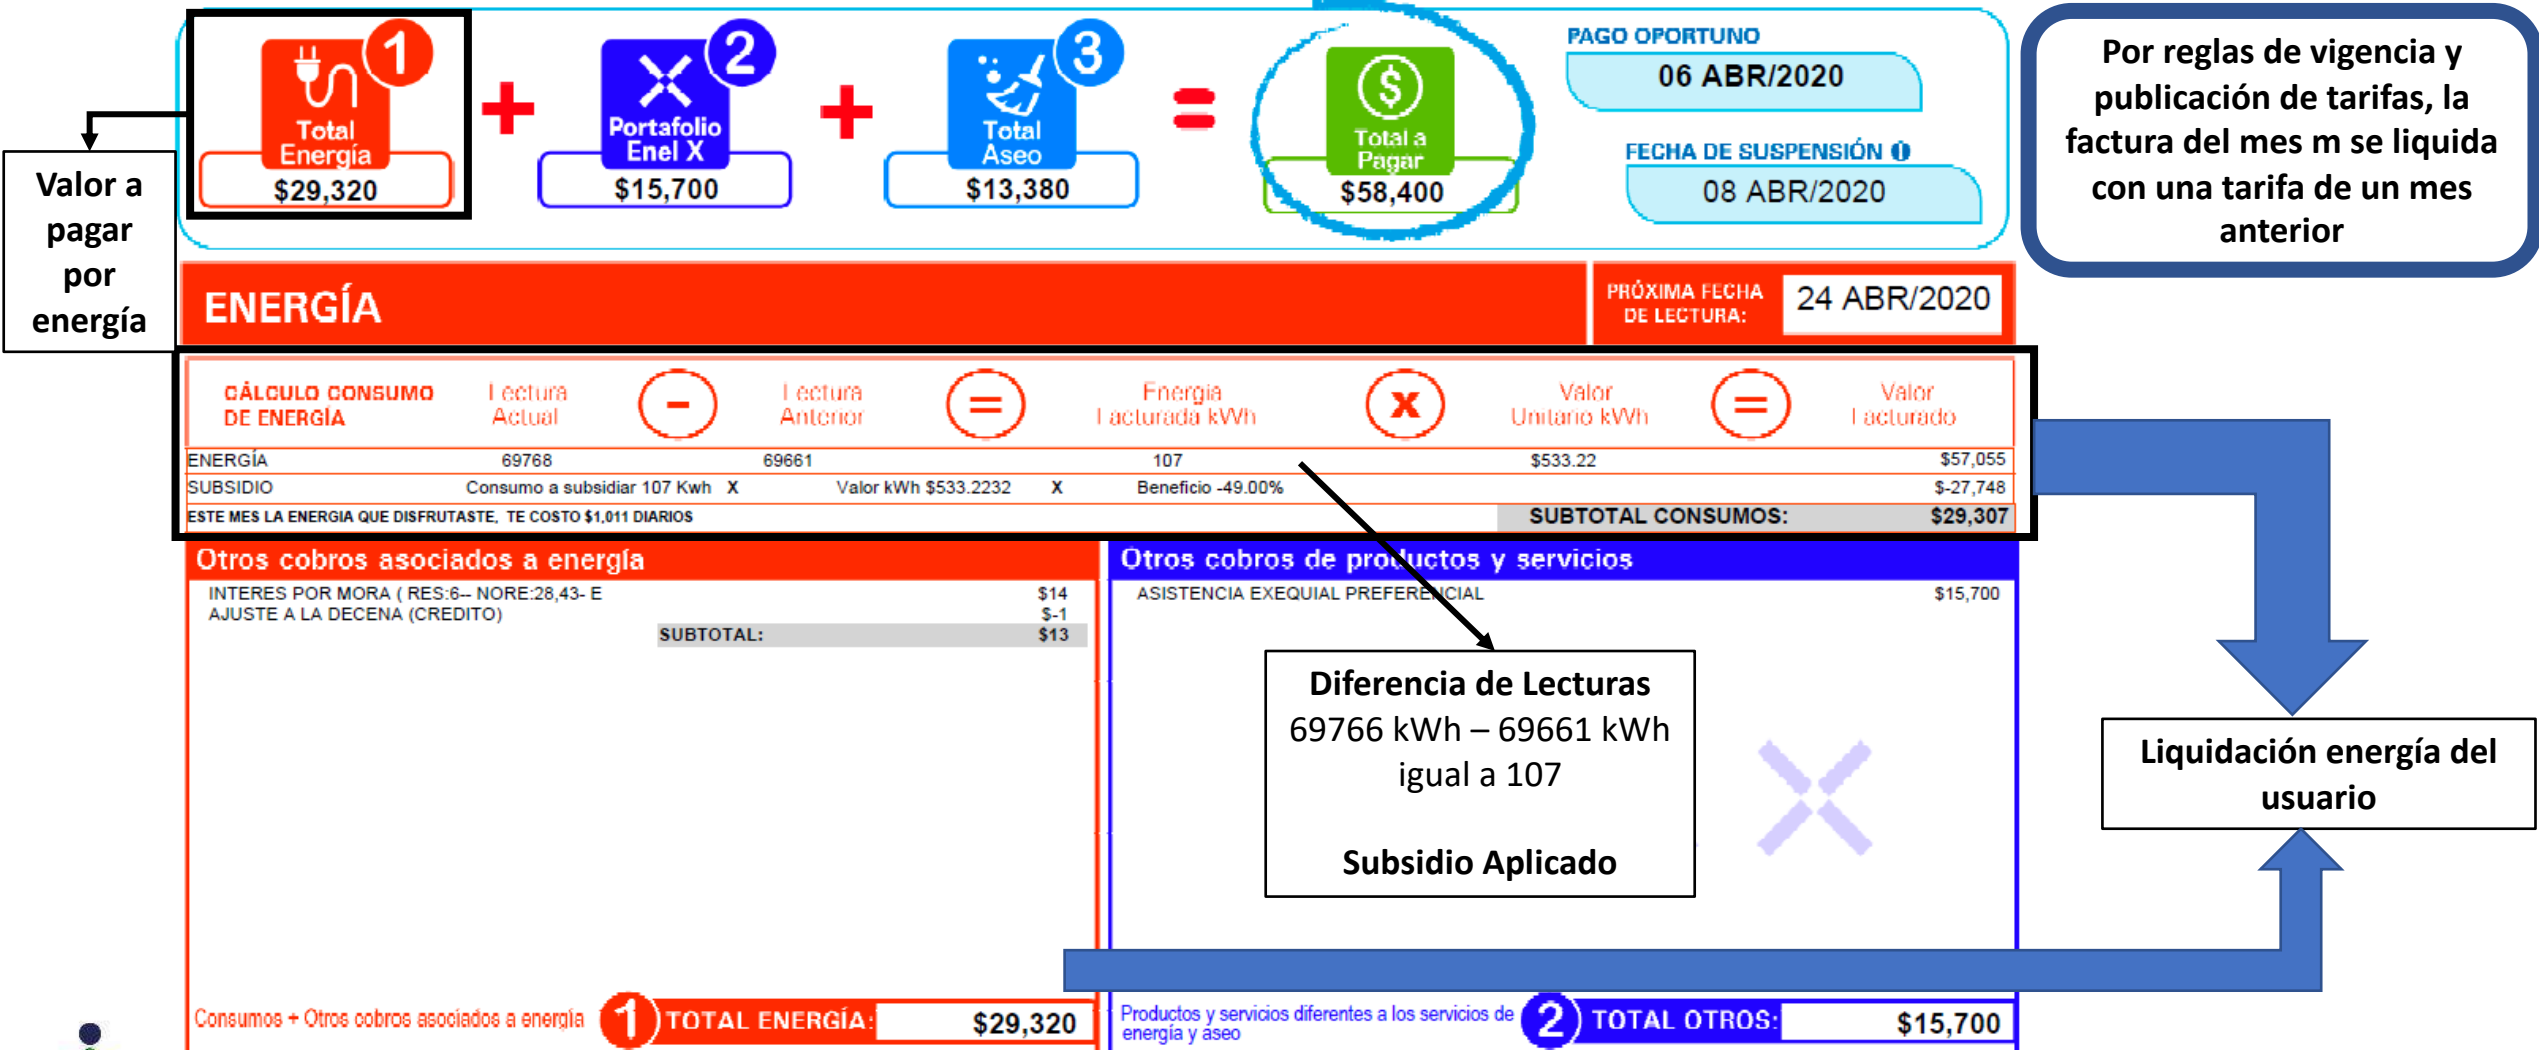 1
Total
Energía
$29,320
+
2
Portafolio
Enel X
$15,700
+
3
Total
Aseo
$13,380
=
$
Total a
Pagar
$58,400
PAGO OPORTUNO
06 ABR/2020
FECHA DE SUSPENSIÓN
08 ABR/2020
Por reglas de vigencia y
publicación de tarifas, la
factura del mes m se liquida
con una tarifa de un mes
anterior
Valor a
pagar
por
energía
ENERGÍA
PRÓXIMA FECHA
DE LECTURA:
24 ABR/2020
CÁLCULO CONSUMO
DE ENERGÍA
Lectura
Actual
-
Lectura
Anterior
=
Energia
Facturada kWh
x
Valor
Unitario kWh
=
Valor
Facturado
ENERGÍA 69768 69661 107 $533.22 $57,055
SUBSIDIO Consumo a subsidiar 107 Kwh X Valor kWh $533.2232 X Beneficio -49.00% $-27,748
ESTE MES LA ENERGIA QUE DISFRUTASTE, TE COSTO $1,011 DIARIOS SUBTOTAL CONSUMOS: $29,307
Otros cobros asociados a energía
INTERES POR MORA ( RES:6-- NORE:28,43- E $14
AJUSTE A LA DECENA (CREDITO) $-1
SUBTOTAL: $13
Otros cobros de productos y servicios
ASISTENCIA EXEQUIAL PREFERENCIAL $15,700
Diferencia de Lecturas
69766 kWh – 69661 kWh
igual a 107
Subsidio Aplicado
Liquidación energía del
usuario
Consumos + Otros cobros asociados a energía
1 TOTAL ENERGÍA: $29,320
Productos y servicios diferentes a los servicios de
energía y aseo
2 TOTAL OTROS: $15,700